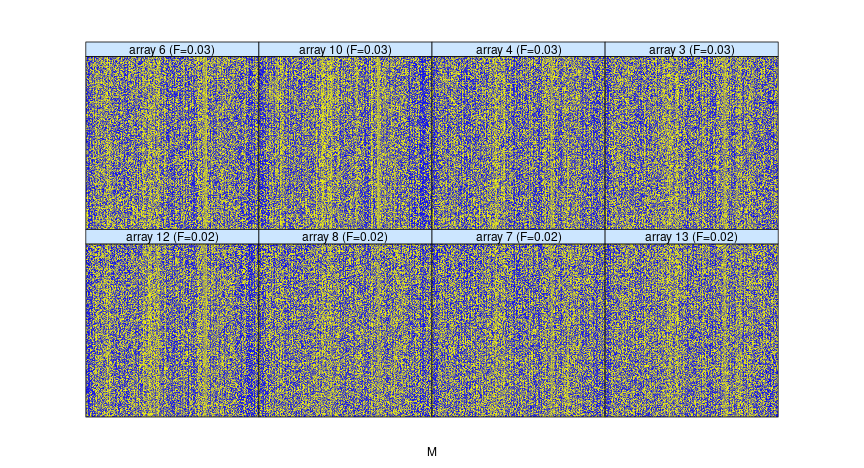 array 6 (F=0.03) array 10 (F=0.03) array 4 (F=0.03) array 3 (F=0.03)
array 12 (F=0.02) array 8 (F=0.02) array 7 (F=0.02) array 13 (F=0.02)
M